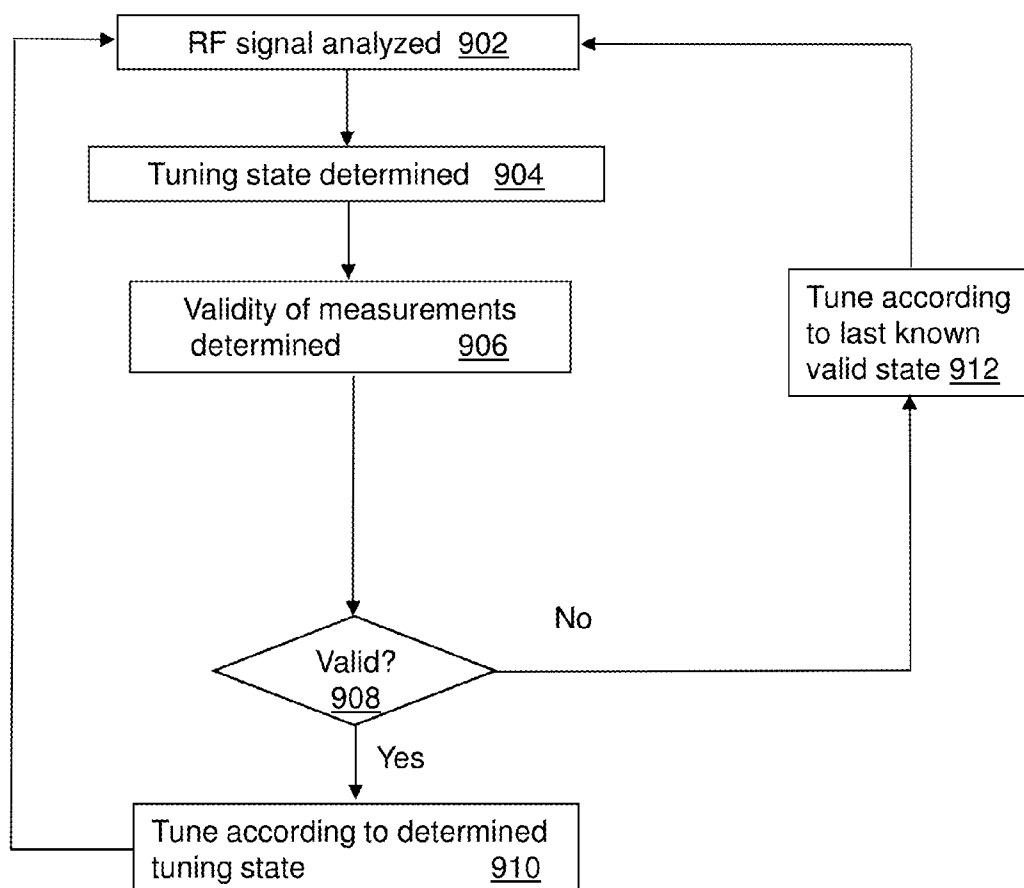 RF signal analyzed 902
Tuning state determined 904
Validity of measurements
determined 906
Tune according
to last known
valid state 912
No
Valid?
908
Yes
Tune according to determined
tuning state 910